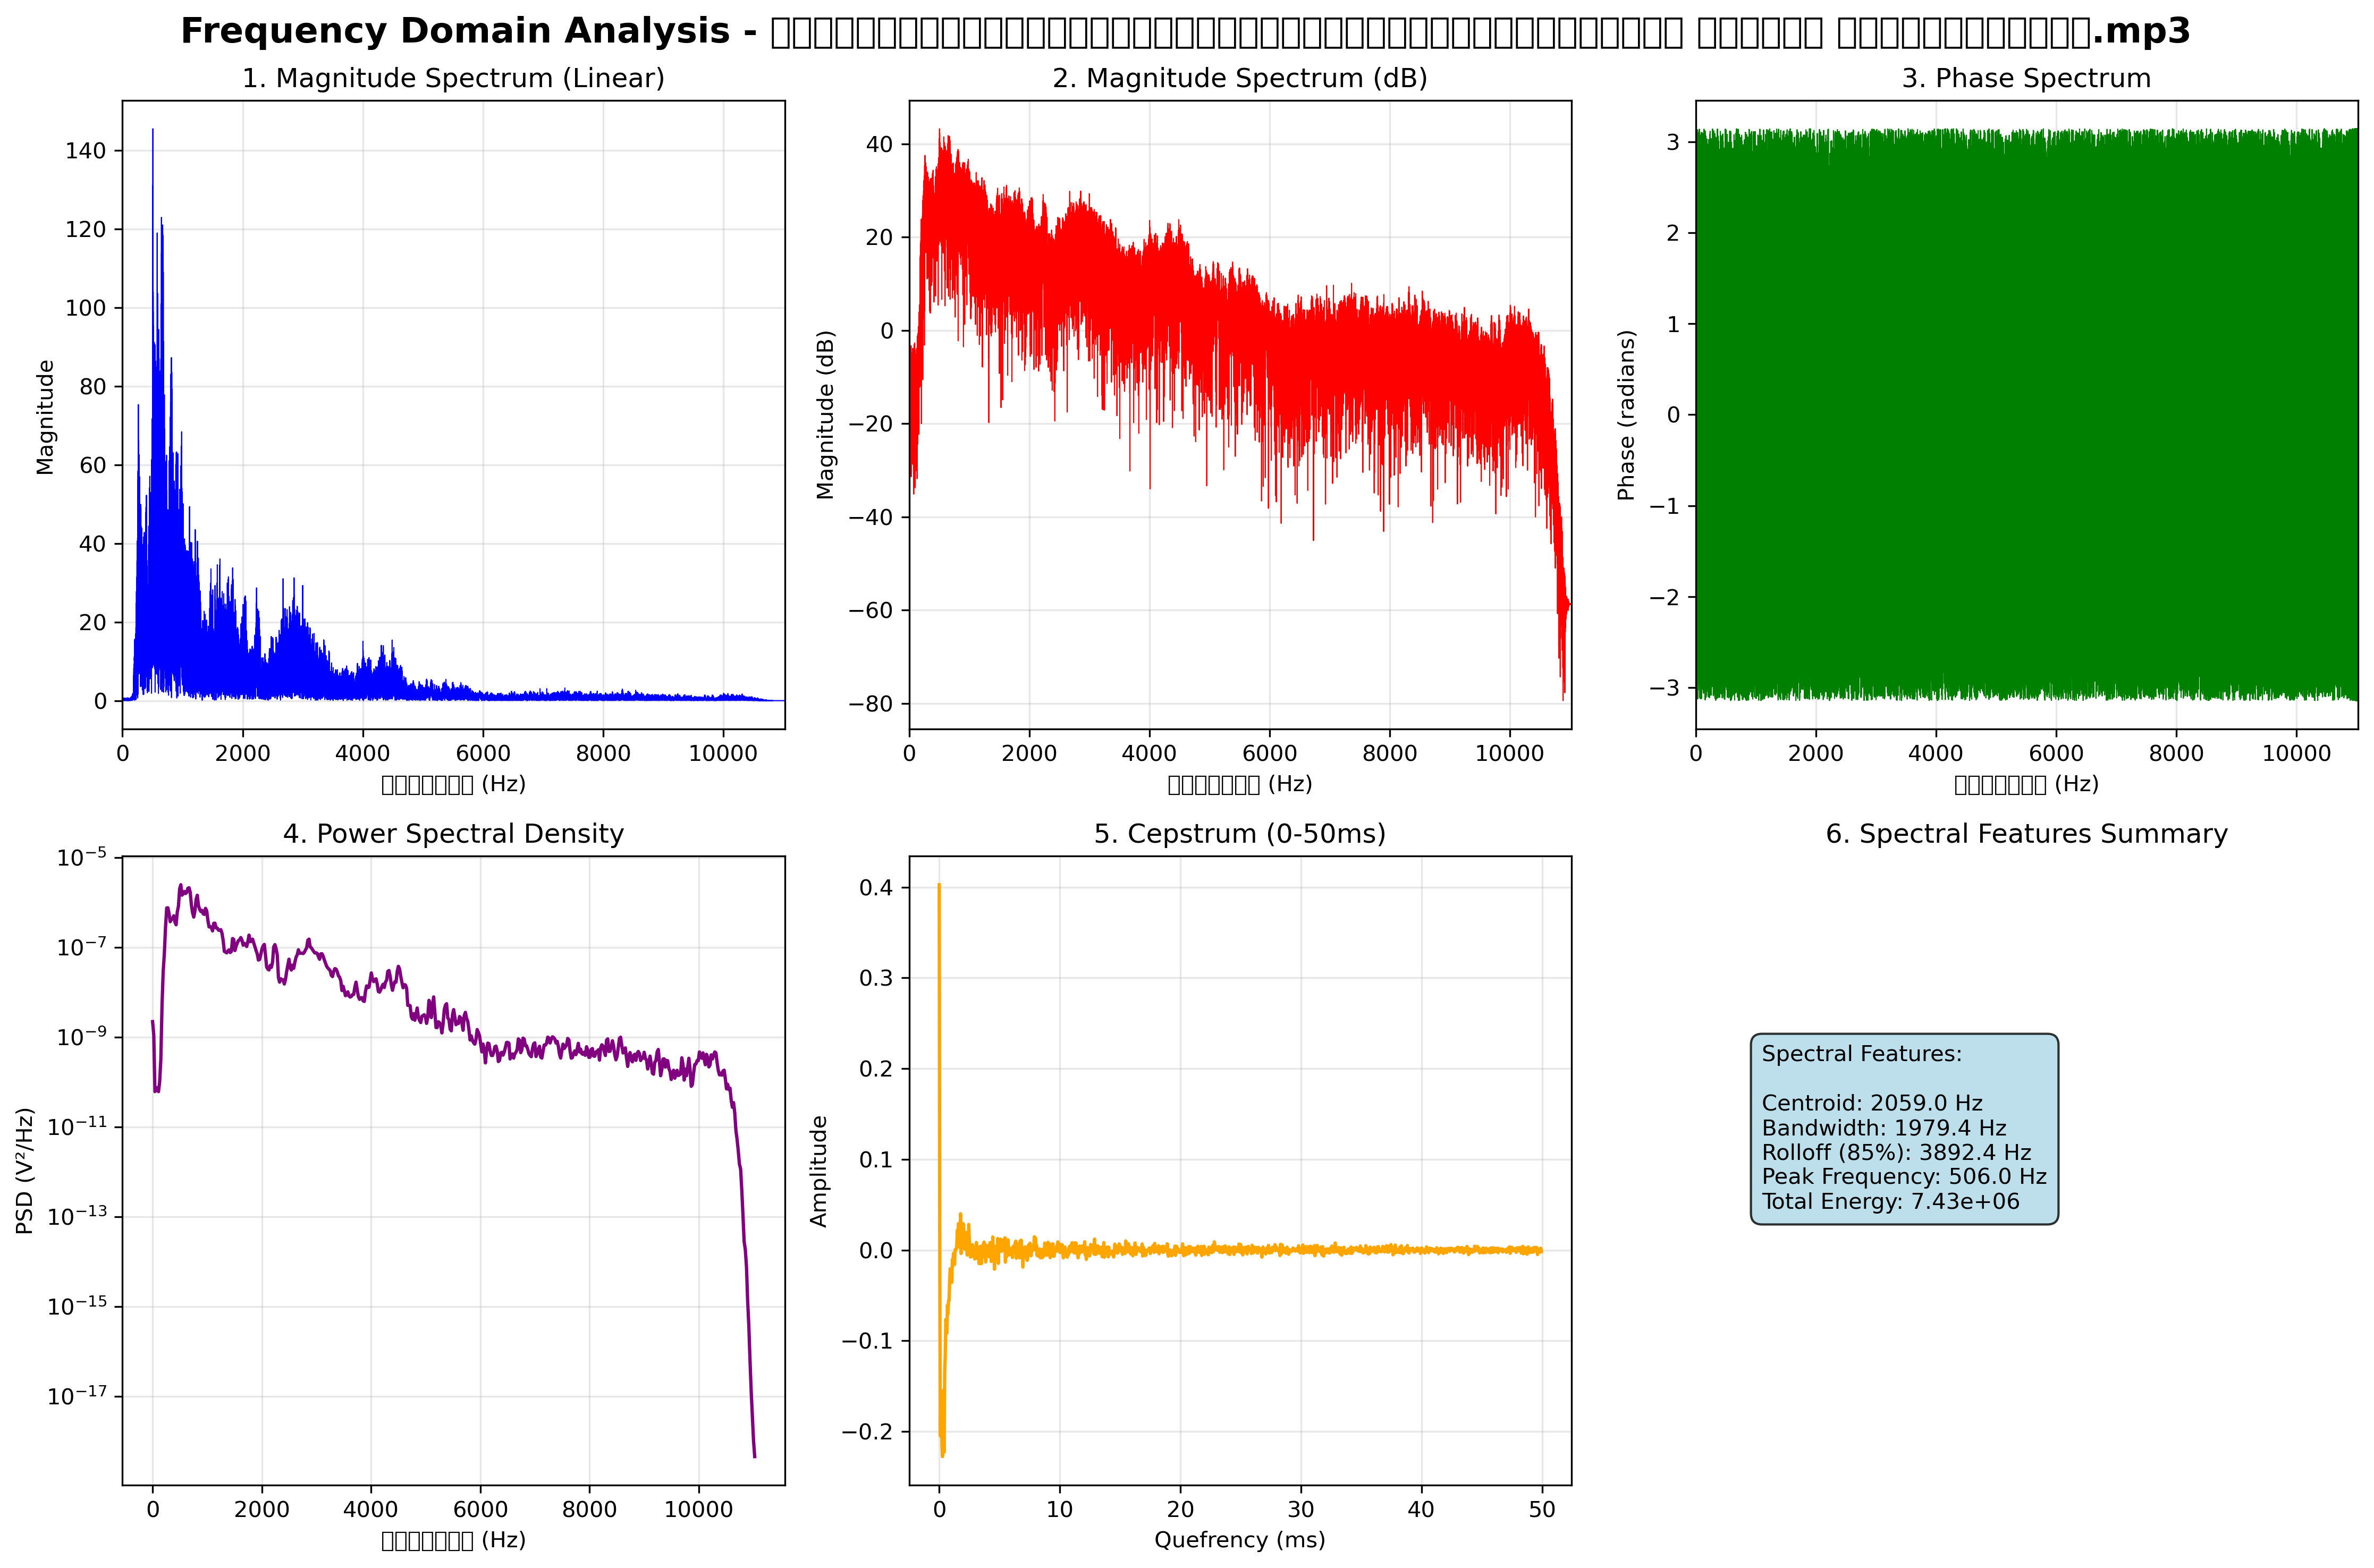 Frequency Domain Analysis - .mp3
1. Magnitude Spectrum (Linear)
Magnitude
140
120
100
80
60
40
20
0
0 2000 4000 6000 8000 10000
(Hz)
2. Magnitude Spectrum (dB)
Magnitude (dB)
40
20
0
−20
−40
−60
−80
0 2000 4000 6000 8000 10000
(Hz)
3. Phase Spectrum
Phase (radians)
3
2
1
0
−1
−2
−3
0 2000 4000 6000 8000 10000
(Hz)
4. Power Spectral Density
PSD (V²/Hz)
10⁻⁵
10⁻⁷
10⁻⁹
10⁻¹¹
10⁻¹³
10⁻¹⁵
10⁻¹⁷
0 2000 4000 6000 8000 10000
(Hz)
5. Cepstrum (0-50ms)
Amplitude
0.4
0.3
0.2
0.1
0.0
−0.1
−0.2
0 10 20 30 40 50
Quefrency (ms)
6. Spectral Features Summary
Spectral Features:
Centroid: 2059.0 Hz
Bandwidth: 1979.4 Hz
Rolloff (85%): 3892.4 Hz
Peak Frequency: 506.0 Hz
Total Energy: 7.43e+06